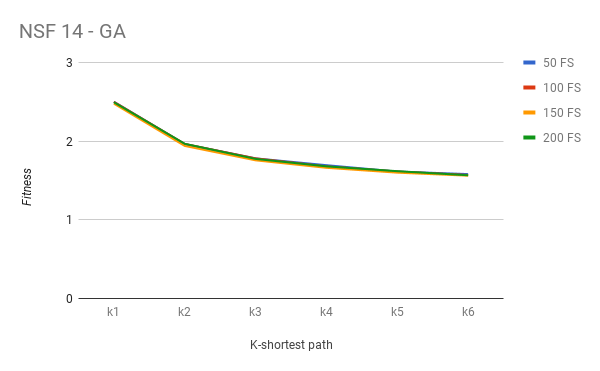 NSF 14 - GA
3
2
1
0
Fitness
k1 k2 k3 k4 k5 k6
K-shortest path
50 FS
100 FS
150 FS
200 FS